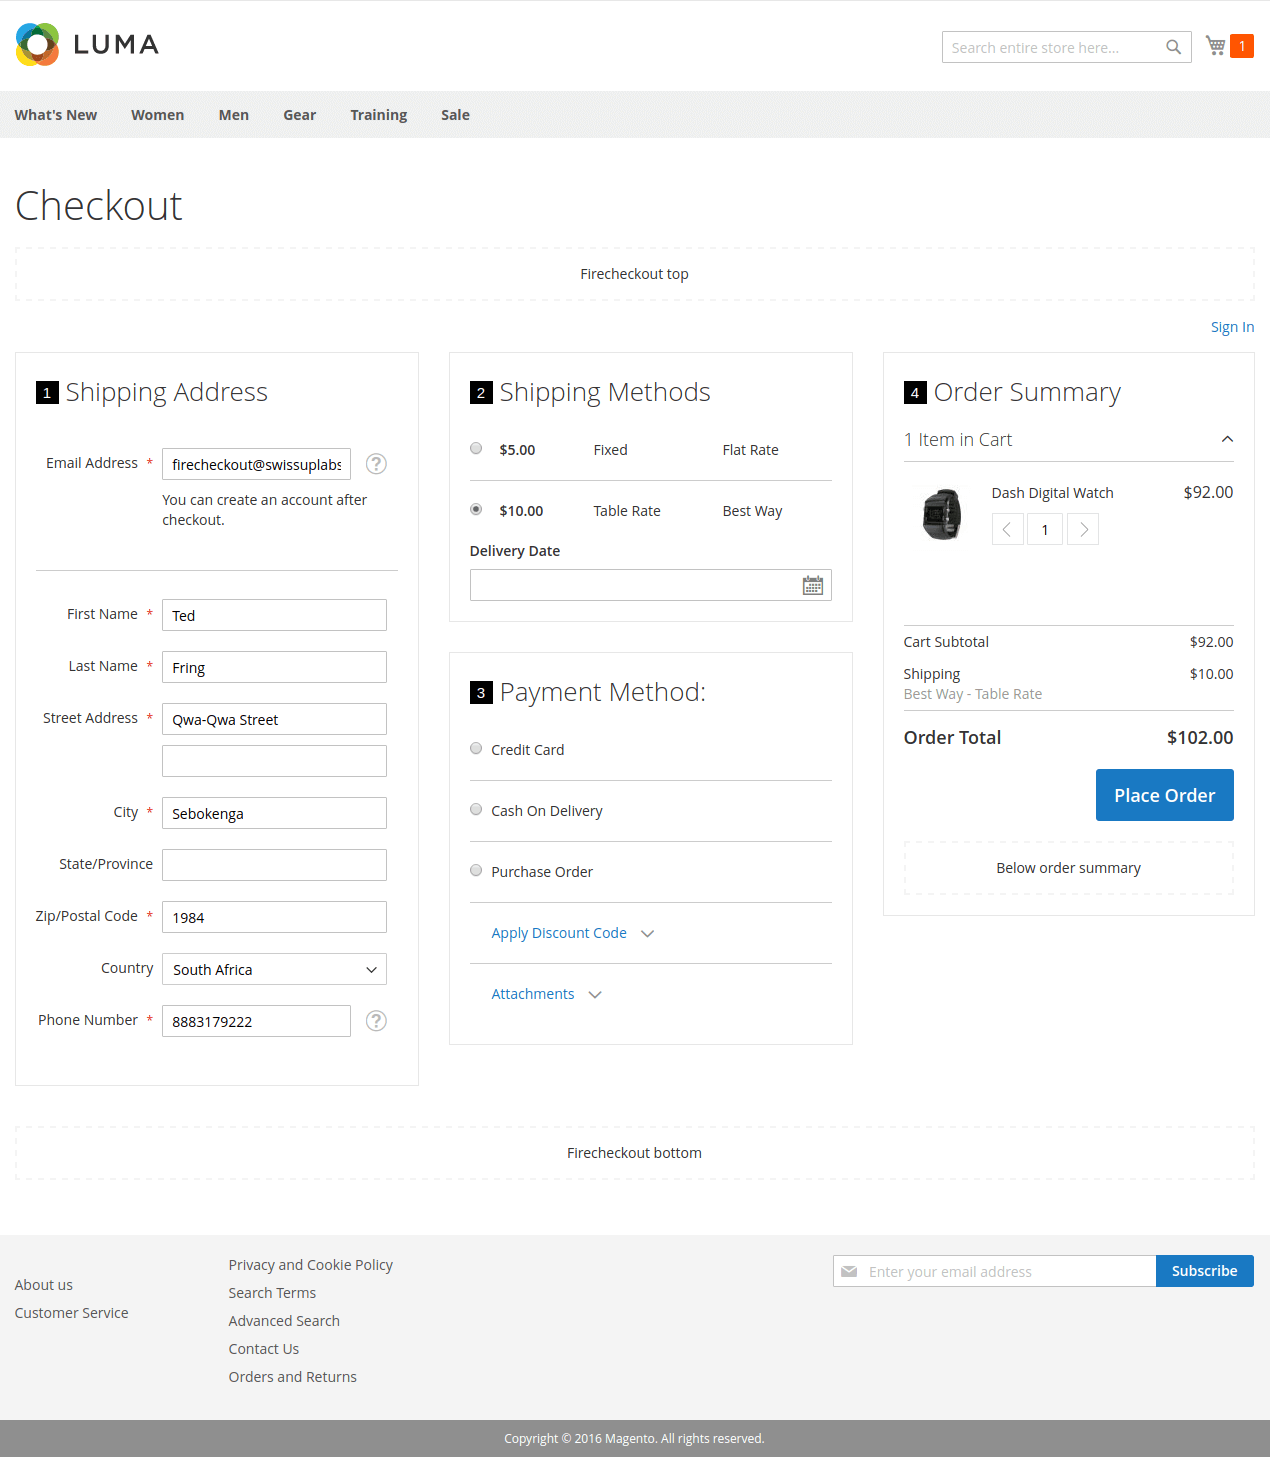 LUMA
Search entire store here...
1
What's New Women Men Gear Training Sale
Checkout
Firecheckout top
Sign In
1 Shipping Address
Email Address * firecheckout@swissuplabs ?
You can create an account after
checkout.
First Name * Ted
Last Name * Fring
Street Address * Qwa-Qwa Street
City * Sebokenga
State/Province
Zip/Postal Code * 1984
Country South Africa
Phone Number * 8883179222 ?
2 Shipping Methods
$5.00 Fixed Flat Rate
$10.00 Table Rate Best Way
Delivery Date
3 Payment Method:
Credit Card
Cash On Delivery
Purchase Order
Apply Discount Code
Attachments
4 Order Summary
1 Item in Cart
Dash Digital Watch $92.00
1
Cart Subtotal $92.00
Shipping $10.00
Best Way - Table Rate
Order Total $102.00
Place Order
Below order summary
Firecheckout bottom
About us
Customer Service
Privacy and Cookie Policy
Search Terms
Advanced Search
Contact Us
Orders and Returns
Enter your email address
Subscribe
Copyright © 2016 Magento. All rights reserved.